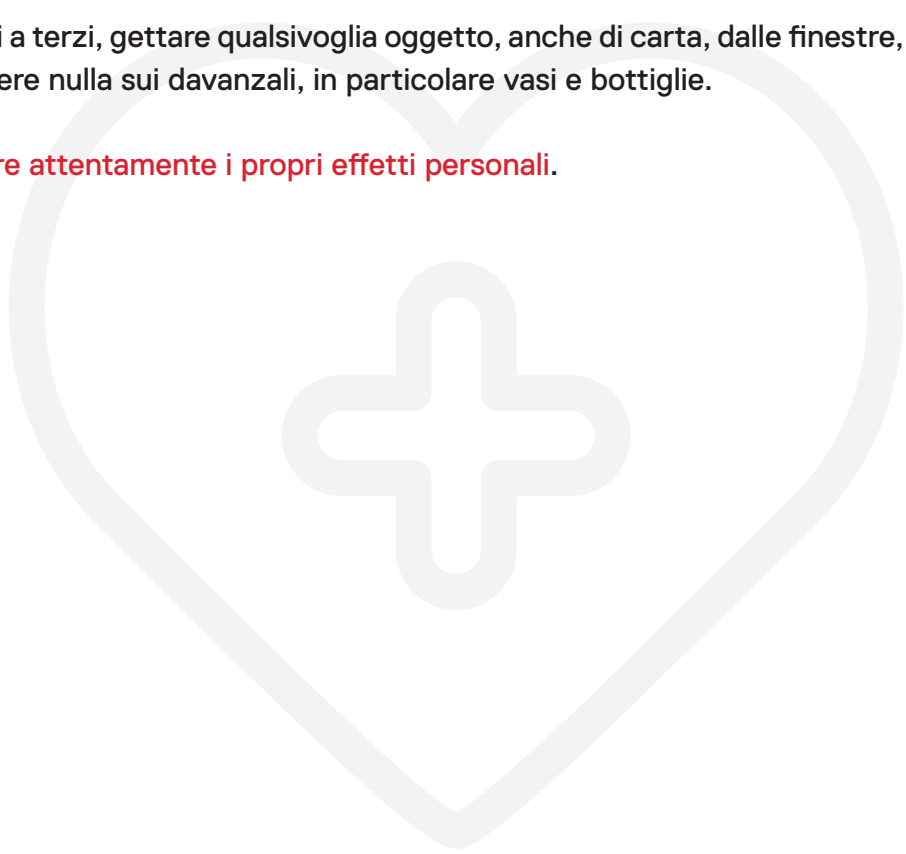 i a terzi, gettare qualsivoglia oggetto, anche di carta, dalle finestre,
ere nulla sui davanzali, in particolare vasi e bottiglie.
re attentamente i propri effetti personali.